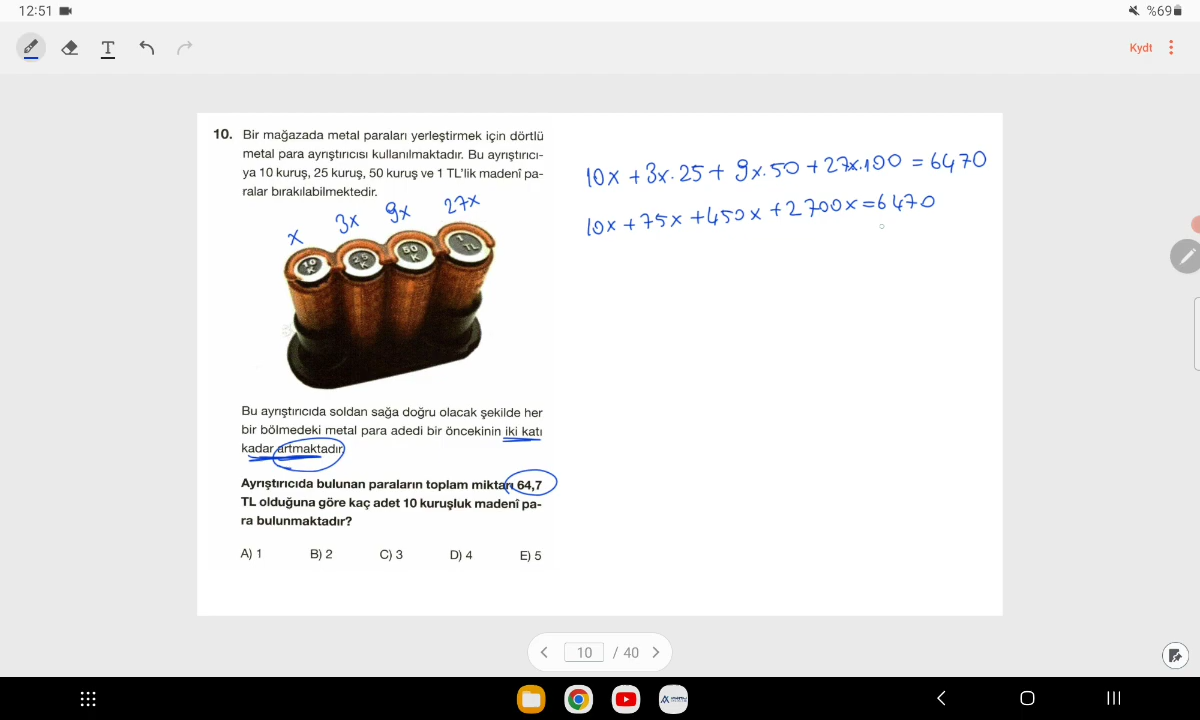 12:51
%69
T
Kydt
10. Bir mağazada metal paraları yerleştirmek için dörtlü
metal para ayrıştırıcısı kullanılmaktadır. Bu ayrıştırıcı-
ya 10 kuruş, 25 kuruş, 50 kuruş ve 1 TL'lik madenî pa-
ralar bırakılabilmektedir.
x 3x 9x 27x
10 K 25 K 50 K 1 TL
Bu ayrıştırıcıda soldan sağa doğru olacak şekilde her
bir bölmedeki metal para adedi bir öncekinin iki katı
kadar artmaktadır.
Ayrıştırıcıda bulunan paraların toplam miktarı 64,7
TL olduğuna göre kaç adet 10 kuruşluk madenî pa-
ra bulunmaktadır?
A) 1 B) 2 C) 3 D) 4 E) 5
10x + 3x.25 + 9x.50 + 27x.100 = 6470
10x + 75x + 450x + 2700x = 6470
10 / 40